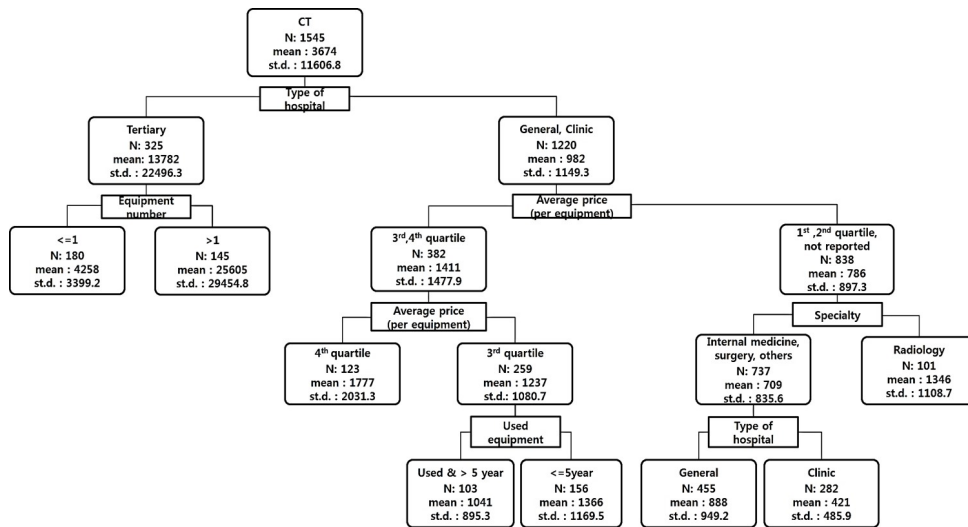 CT
N: 1545
mean : 3674
st.d. : 11606.8
Type of
hospital
Tertiary
N: 325
mean: 13782
st.d. : 22496.3
General, Clinic
N: 1220
mean : 982
st.d. : 1149.3
Equipment
number
Average price
(per equipment)
<=1
N: 180
mean : 4258
st.d. : 3399.2
>1
N: 145
mean : 25605
st.d. : 29454.8
3rd,4th quartile
N: 382
mean : 1411
st.d. : 1477.9
1st ,2nd quartile,
not reported
N: 838
mean : 786
st.d. : 897.3
Average price
(per equipment)
Specialty
4th quartile
N: 123
mean : 1777
st.d. : 2031.3
3rd quartile
N: 259
mean : 1237
st.d. : 1080.7
Internal medicine,
surgery, others
N: 737
mean : 709
st.d. : 835.6
Radiology
N: 101
mean : 1346
st.d. : 1108.7
Used
equipment
Type of
hospital
Used & > 5 year
N: 103
mean : 1041
st.d. : 895.3
<=5year
N: 156
mean : 1366
st.d. : 1169.5
General
N: 455
mean : 888
st.d. : 949.2
Clinic
N: 282
mean : 421
st.d. : 485.9